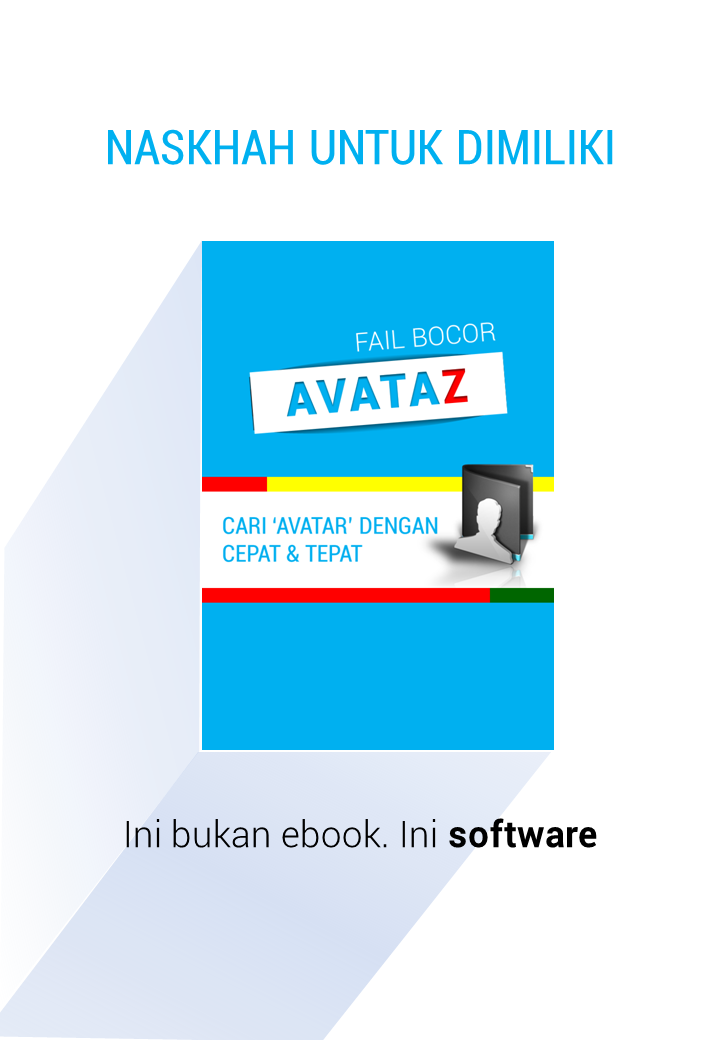 NASKHAH UNTUK DIMILIKI
FAIL BOCOR
AVATAZ
CARI ‘AVATAR’ DENGAN
CEPAT & TEPAT
Ini bukan ebook. Ini software